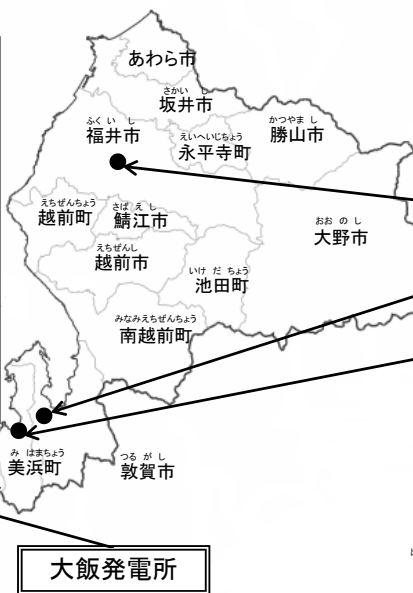 あわら市
さかいし
坂井市
ふくいし
福井市
えいへいじちょう
永平寺町
かつやまし
勝山市
えちぜんちょう
越前町
さばえし
鯖江市
おおのし
大野市
えちぜんし
越前市
いけだちょう
池田町
みなみえちぜんちょう
南越前町
みはまちょう
美浜町
つるがし
敦賀市
大飯発電所